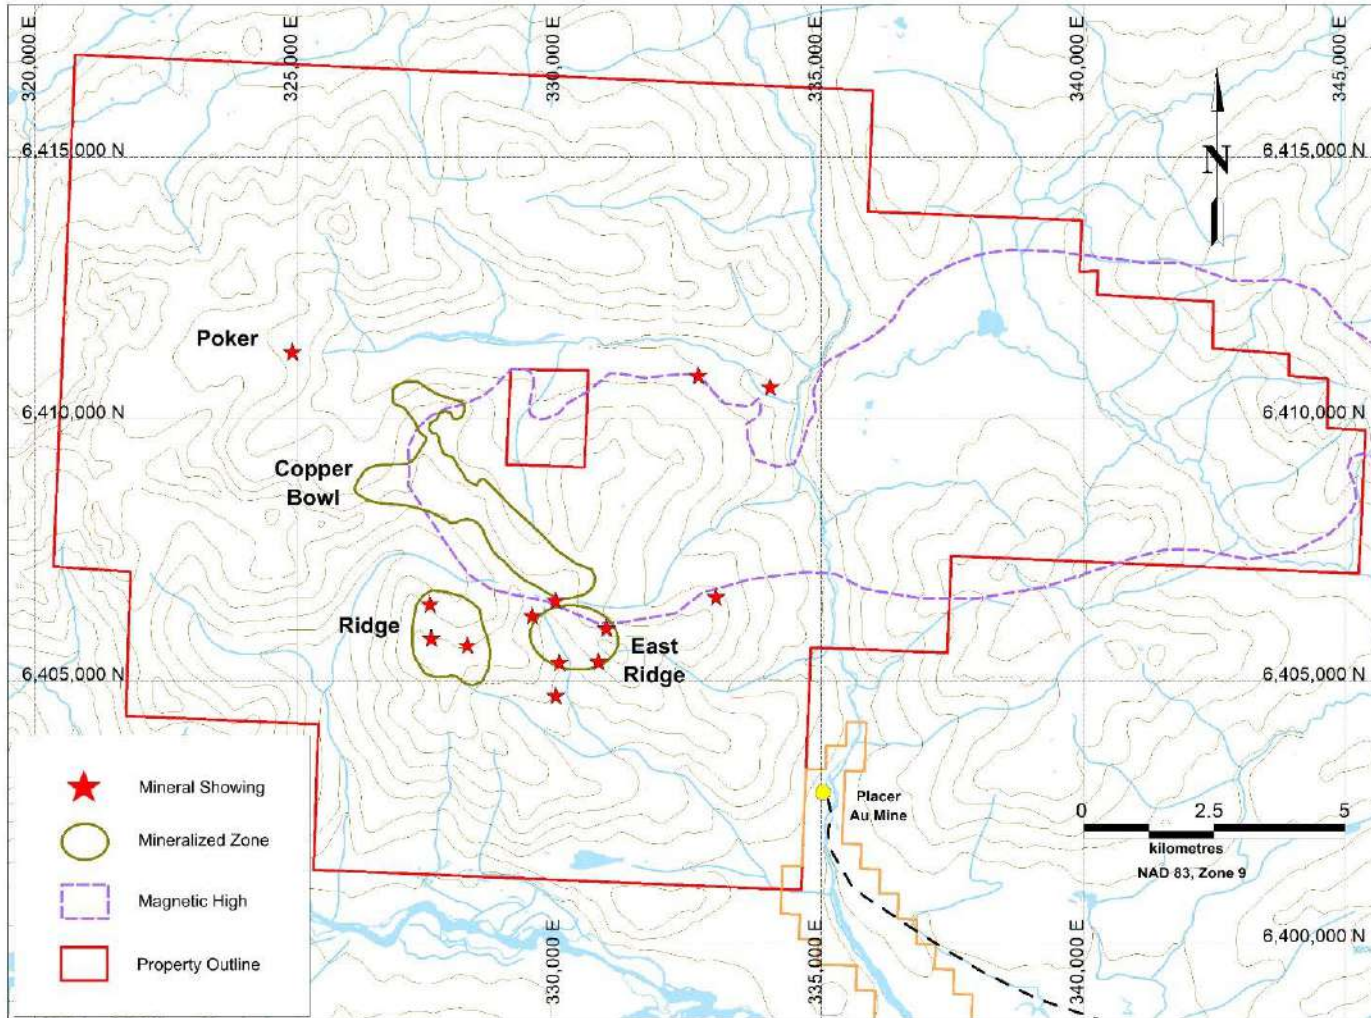 320,000 E
325,000 E
330,000 E
335,000 E
340,000 E
345,000 E
6,415,000 N
6,415,000 N
N
Poker
6,410,000 N
6,410,000 N
Copper
Bowl
Ridge
East
Ridge
6,405,000 N
6,405,000 N
Placer
Au Mine
0
2.5
5
kilometres
NAD 83, Zone 9
Mineral Showing
Mineralized Zone
Magnetic High
Property Outline
330,000 E
335,000 E
340,000 E
6,400,000 N